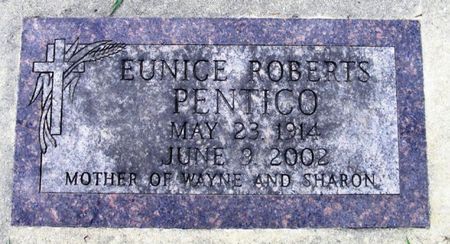 EUNICE ROBERTS
PENTICO
MAY 23, 1914
JUNE 9, 2002
MOTHER OF WAYNE AND SHARON